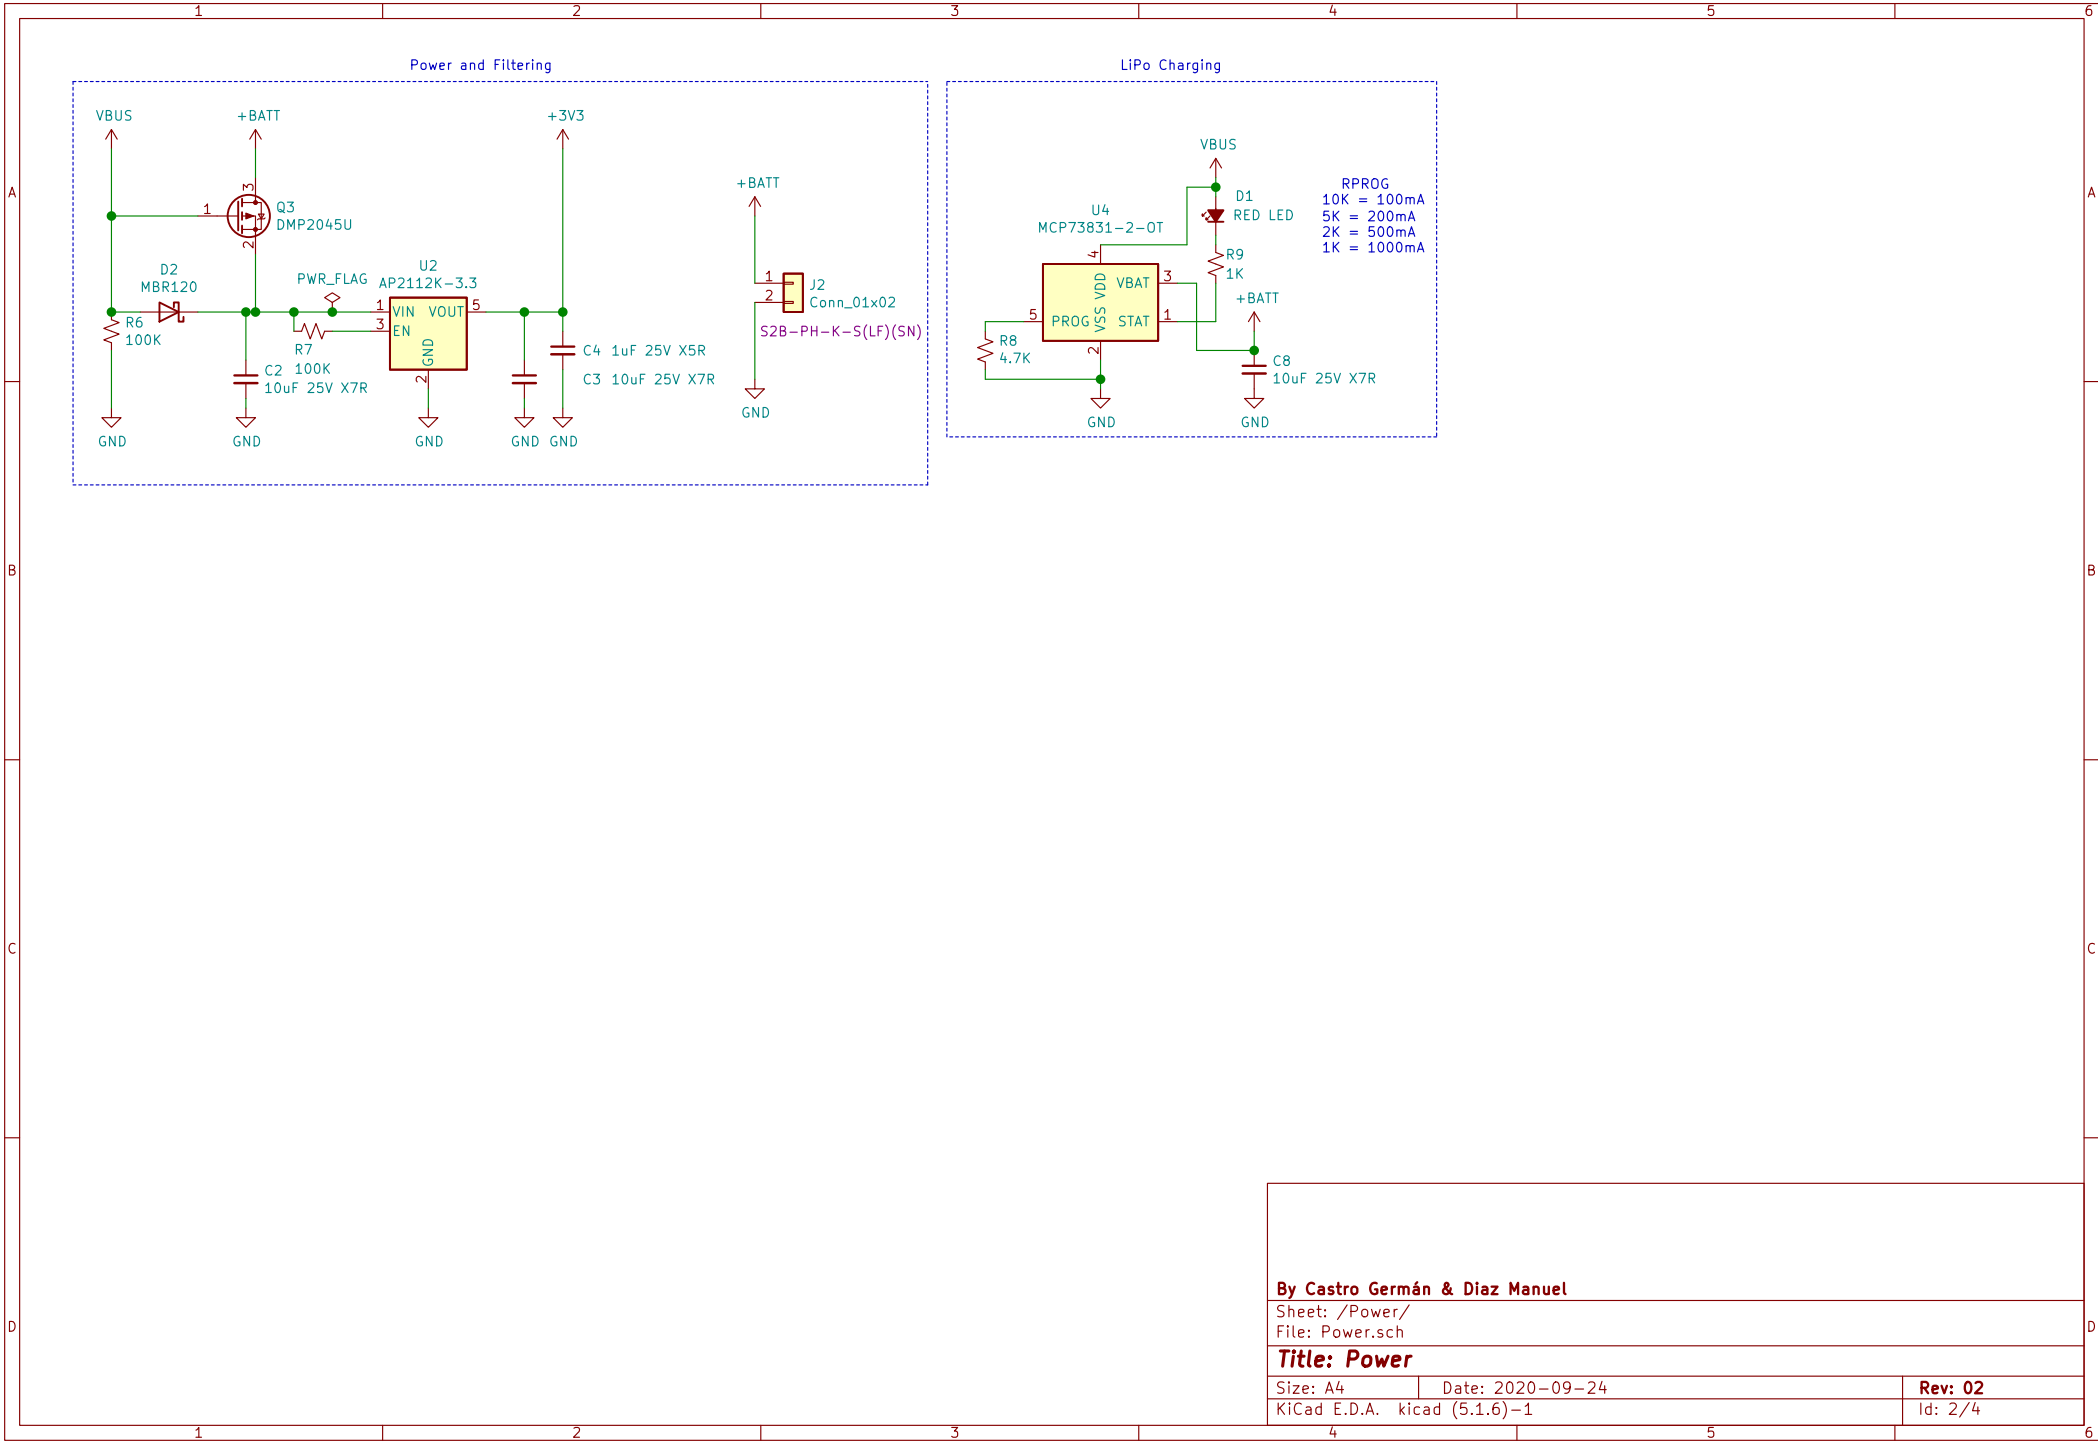 1 2 3 4 5 6
Power and Filtering
VBUS
+BATT
+3V3
3
1
Q3
DMP2045U
2
D2
MBR120
PWR_FLAG
U2
AP2112K-3.3
1
VIN
VOUT
5
3
EN
GND
2
R6
100K
R7
100K
C2
10uF 25V X7R
C4 1uF 25V X5R
C3 10uF 25V X7R
GND
GND
GND
GND
GND
+BATT
1
2
J2
Conn_01x02
S2B-PH-K-S(LF)(SN)
GND
LiPo Charging
VBUS
D1
RED LED
RPROG
10K = 100mA
5K = 200mA
2K = 500mA
1K = 1000mA
U4
MCP73831-2-OT
4
VDD
VBAT
3
R9
1K
+BATT
5
PROG
VSS
STAT
1
2
R8
4.7K
C8
10uF 25V X7R
GND
GND
A
A
B
B
C
C
D
D
By Castro Germán & Diaz Manuel
Sheet: /Power/
File: Power.sch
Title: Power
Size: A4
Date: 2020-09-24
Rev: 02
KiCad E.D.A. kicad (5.1.6)-1
Id: 2/4
1 2 3 4 5 6